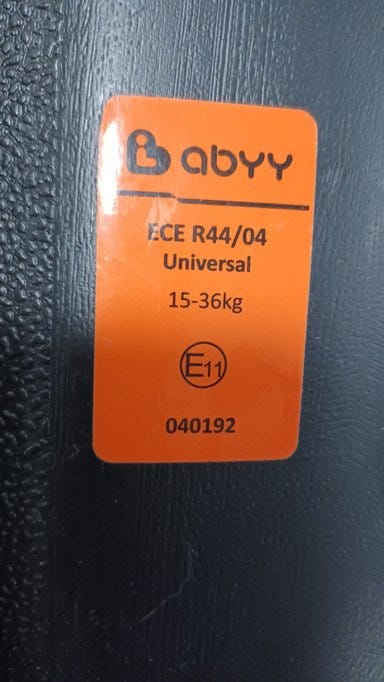 Babyy
ECE R44/04
Universal
15-36kg
E11
040192